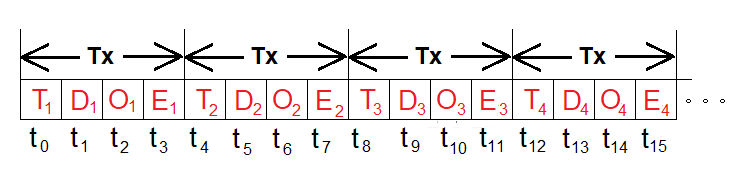 Tx Tx Tx Tx
T₁ D₁ O₁ E₁ T₂ D₂ O₂ E₂ T₃ D₃ O₃ E₃ T₄ D₄ O₄ E₄ ∘ ∘ ∘
t₀ t₁ t₂ t₃ t₄ t₅ t₆ t₇ t₈ t₉ t₁₀ t₁₁ t₁₂ t₁₃ t₁₄ t₁₅